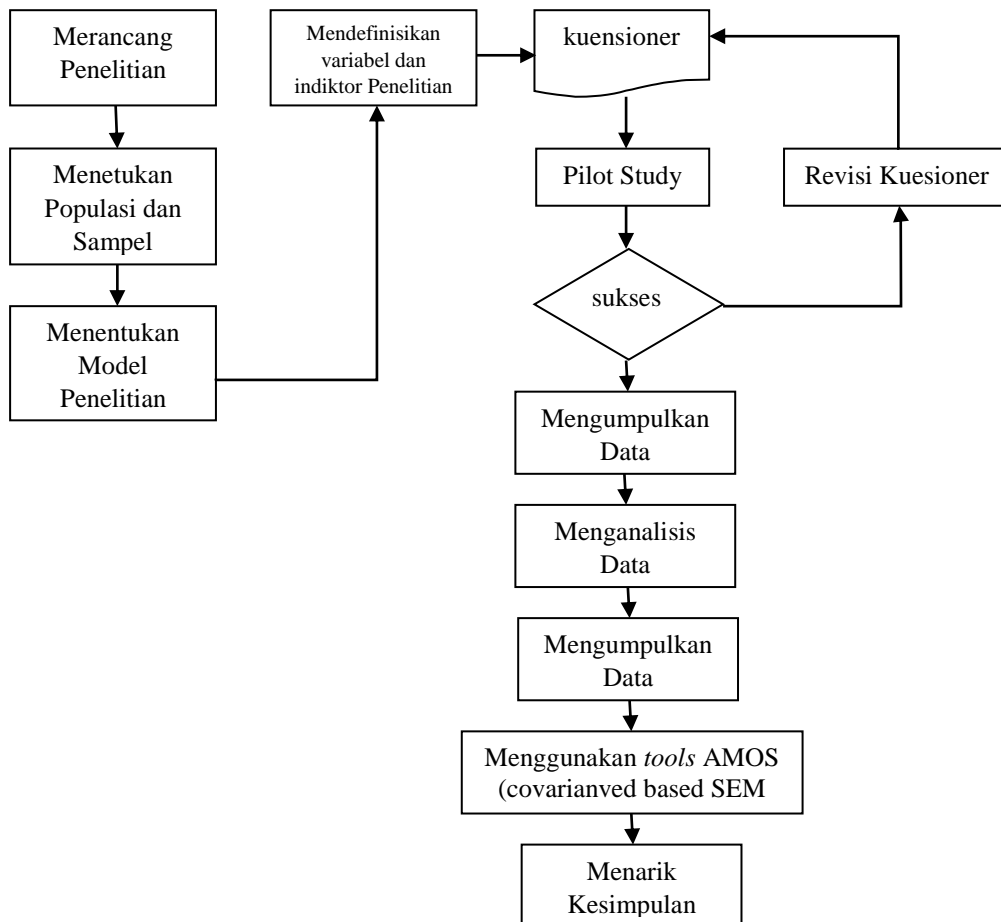 Merancang
Penelitian
Menetukan
Populasi dan
Sampel
Menentukan
Model
Penelitian
Mendefinisikan
variabel dan
indiktor Penelitian
kuensioner
Pilot Study
Revisi Kuesioner
sukses
Mengumpulkan
Data
Menganalisis
Data
Mengumpulkan
Data
Menggunakan tools AMOS
(covarianved based SEM
Menarik
Kesimpulan